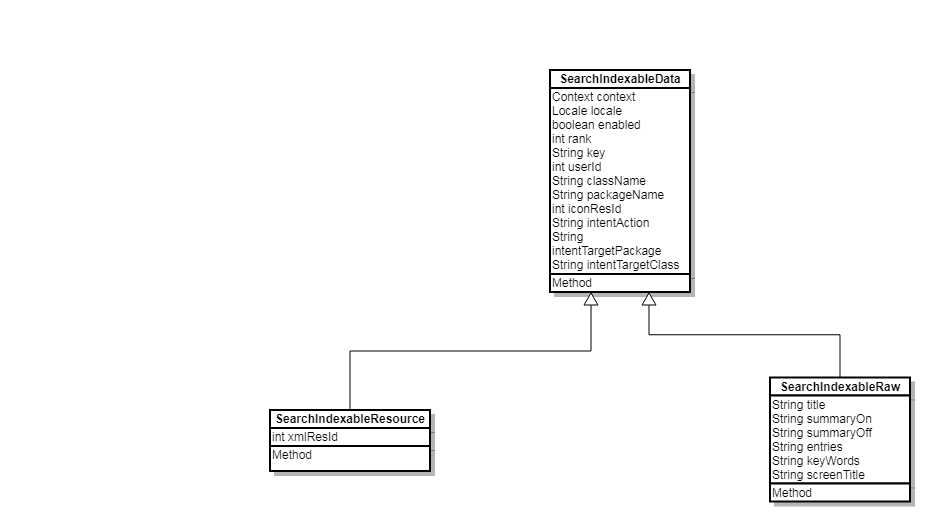 SearchIndexableData
Context context
Locale locale
boolean enabled
int rank
String key
int userId
String className
String packageName
int iconResId
String intentAction
String
intentTargetPackage
String intentTargetClass
Method
SearchIndexableResource
int xmlResId
Method
SearchIndexableRaw
String title
String summaryOn
String summaryOff
String entries
String keyWords
String screenTitle
Method